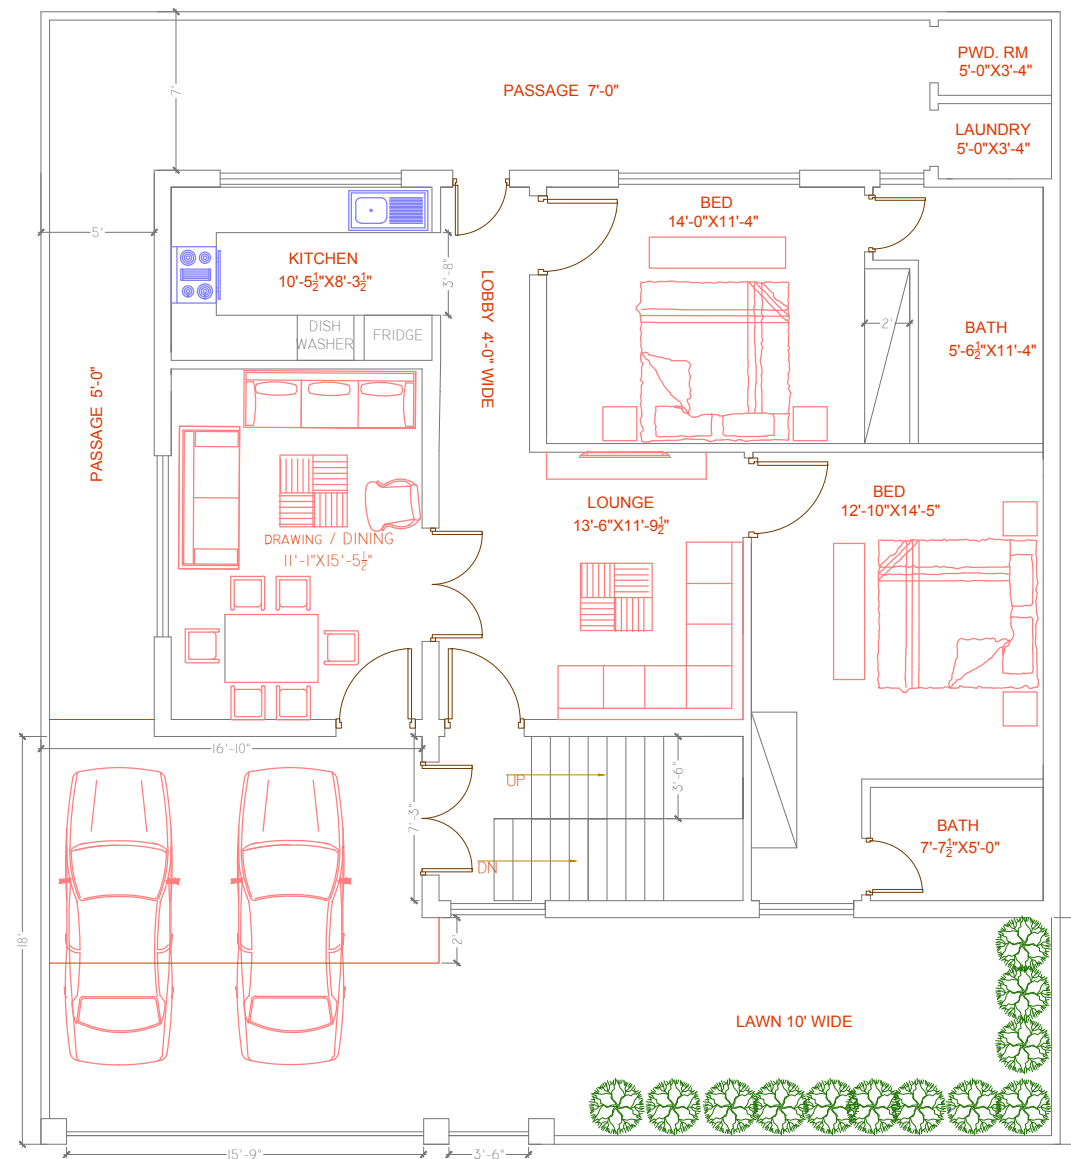 PWD. RM
5'-0"X3'-4"
PASSAGE 7'-0"
7'
LAUNDRY
5'-0"X3'-4"
BED
14'-0"X11'-4"
5'
KITCHEN
10'-5½"X8'-3½"
3'-8"
LOBBY 4'-0" WIDE
DISH
WASHER
FRIDGE
2'
BATH
5'-6½"X11'-4"
PASSAGE 5'-0"
LOUNGE
13'-6"X11'-9½"
BED
12'-10"X14'-5"
DRAWING / DINING
11'-1"X15'-5½"
16'-10"
UP
3'-6"
7'-3"
DN
BATH
7'-7½"X5'-0"
18'
2'
LAWN 10' WIDE
15'-9"
3'-6"